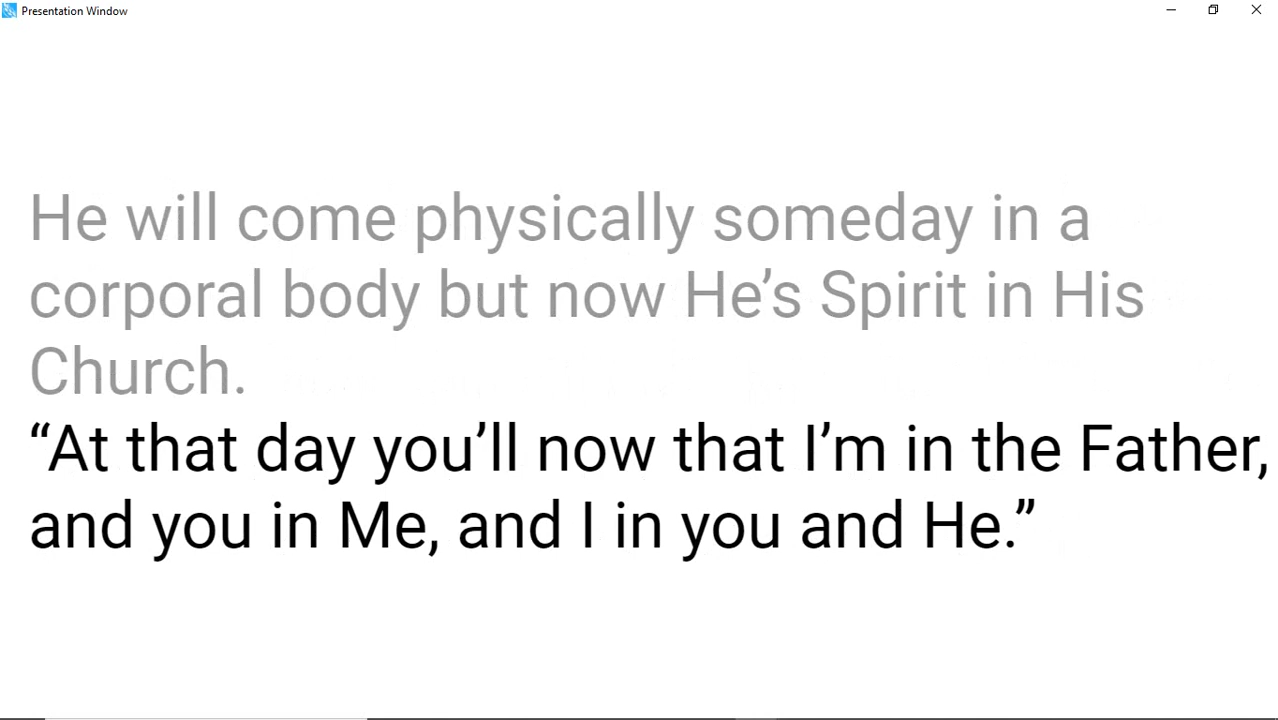 Presentation Window
He will come physically someday in a
corporal body but now He’s Spirit in His
Church.
“At that day you’ll now that I’m in the Father,
and you in Me, and I in you and He.”